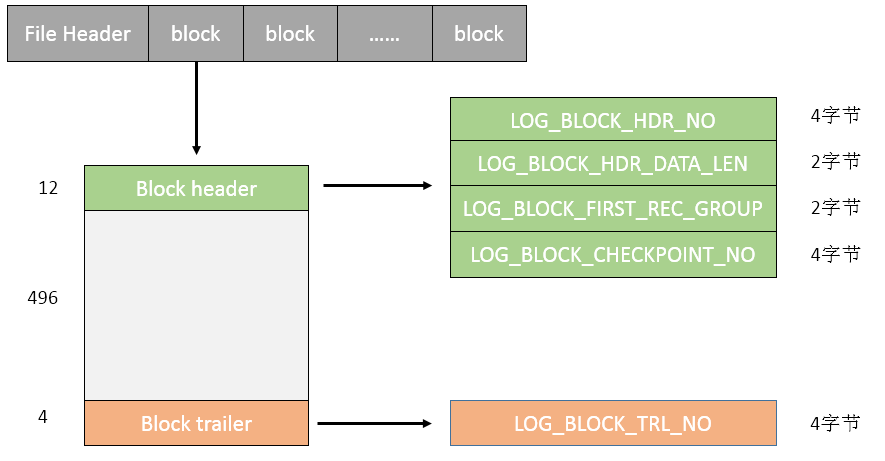 File Header block block …… block
LOG_BLOCK_HDR_NO 4字节
LOG_BLOCK_HDR_DATA_LEN 2字节
12 Block header
LOG_BLOCK_FIRST_REC_GROUP 2字节
LOG_BLOCK_CHECKPOINT_NO 4字节
496
4 Block trailer LOG_BLOCK_TRL_NO 4字节